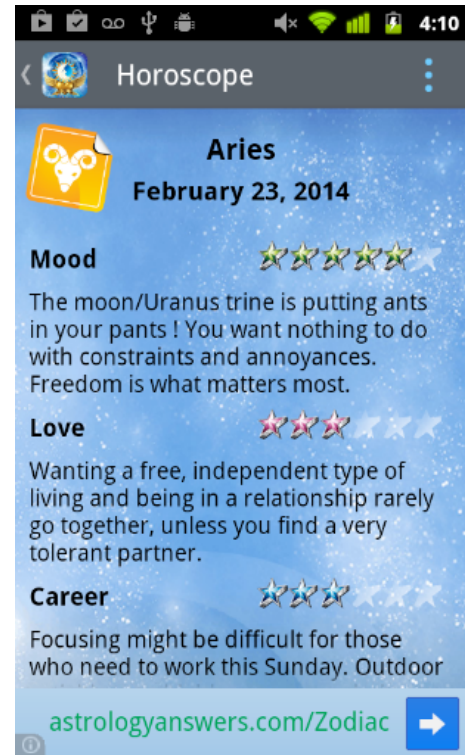 4:10
Horoscope
Aries
February 23, 2014
Mood
The moon/Uranus trine is putting ants
in your pants ! You want nothing to do
with constraints and annoyances.
Freedom is what matters most.
Love
Wanting a free, independent type of
living and being in a relationship rarely
go together, unless you find a very
tolerant partner.
Career
Focusing might be difficult for those
who need to work this Sunday. Outdoor
astrologyanswers.com/Zodiac